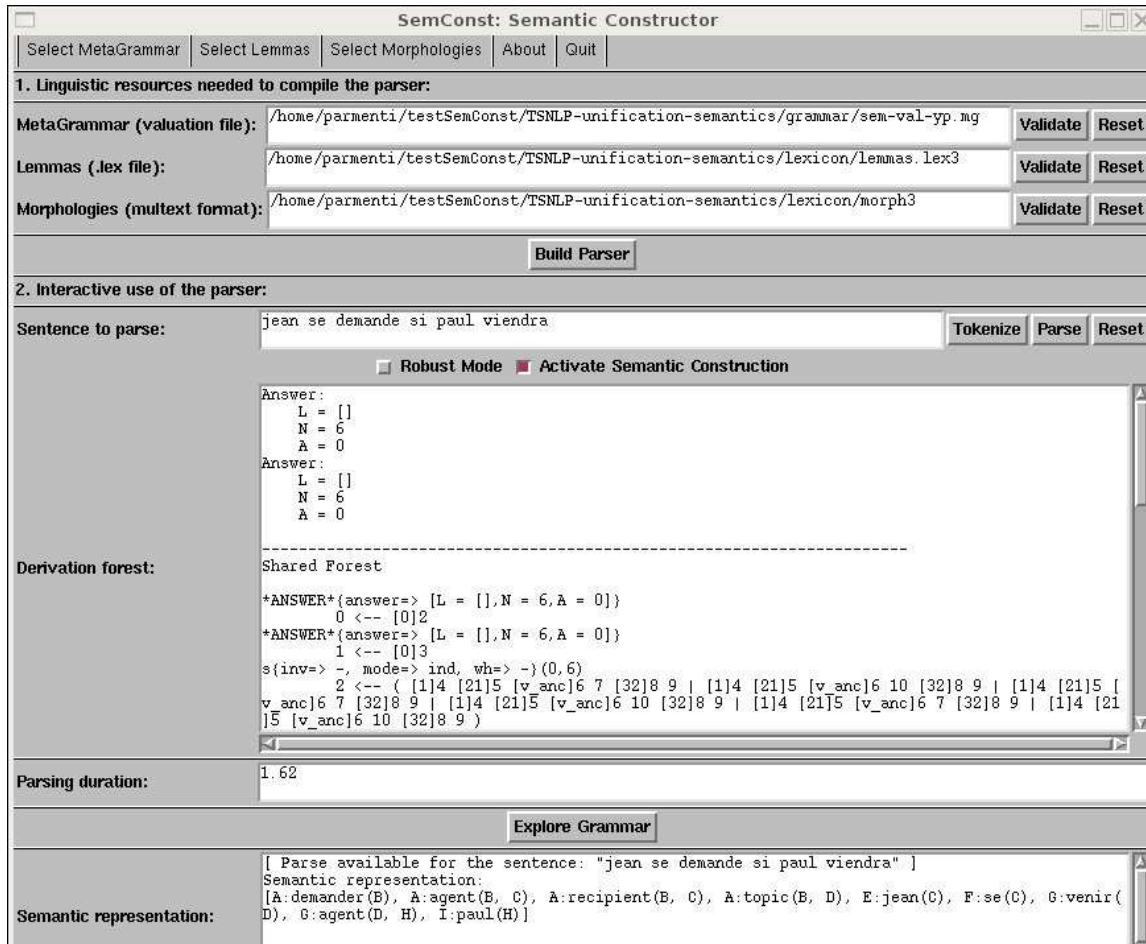 SemConst: Semantic Constructor
Select MetaGrammar Select Lemmas Select Morphologies About Quit
1. Linguistic resources needed to compile the parser:
MetaGrammar (valuation file): /home/parmenti/testSemConst/TSNLP-unification-semantics/grammar/sem-val-yp.mg Validate Reset
Lemmas (.lex file): /home/parmenti/testSemConst/TSNLP-unification-semantics/lexicon/lemmas.lex3 Validate Reset
Morphologies (multext format): /home/parmenti/testSemConst/TSNLP-unification-semantics/lexicon/morph3 Validate Reset
Build Parser
2. Interactive use of the parser:
Sentence to parse: jean se demande si paul viendra Tokenize Parse Reset
Robust Mode Activate Semantic Construction
Derivation forest:
Answer:
L = []
N = 6
A = 0
Answer:
L = []
N = 6
A = 0
----------------------------------------------------------------------
Shared Forest
*ANSWER*{answer=> [L = [],N = 6,A = 0]}
0 <-- [0]2
*ANSWER*{answer=> [L = [],N = 6,A = 0]}
1 <-- [0]3
s{inv=> -, mode=> ind, wh=> -}(0,6)
2 <-- ( [1]4 [21]5 [v_anc]6 7 [32]8 9 | [1]4 [21]5 [v_anc]6 10 [32]8 9 | [1]4 [21]5 [
v_anc]6 7 [32]8 9 | [1]4 [21]5 [v_anc]6 10 [32]8 9 | [1]4 [21]5 [v_anc]6 7 [32]8 9 | [1]4 [21
]5 [v_anc]6 10 [32]8 9 )
Parsing duration: 1.62
Explore Grammar
Semantic representation:
[ Parse available for the sentence: "jean se demande si paul viendra" ]
Semantic representation:
[A:demander(B), A:agent(B, C), A:recipient(B, C), A:topic(B, D), E:jean(C), F:se(C), G:venir(
D), G:agent(D, H), I:paul(H)]